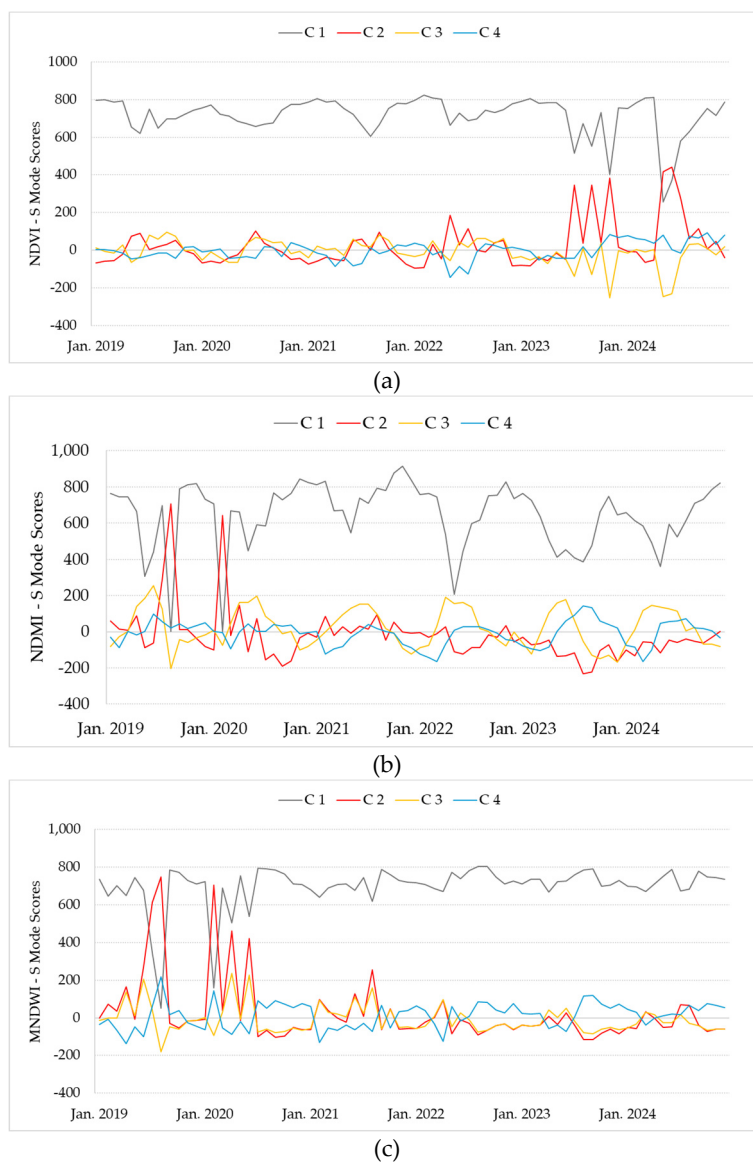 C 1 C 2 C 3 C 4
NDVI - S Mode Scores
1000
800
600
400
200
0
-200
-400
Jan. 2019 Jan. 2020 Jan. 2021 Jan. 2022 Jan. 2023 Jan. 2024
(a)
C 1 C 2 C 3 C 4
NDMI - S Mode Scores
1,000
800
600
400
200
0
-200
-400
Jan. 2019 Jan. 2020 Jan. 2021 Jan. 2022 Jan. 2023 Jan. 2024
(b)
C 1 C 2 C 3 C 4
MNDWI - S Mode Scores
1,000
800
600
400
200
0
-200
-400
Jan. 2019 Jan. 2020 Jan. 2021 Jan. 2022 Jan. 2023 Jan. 2024
(c)